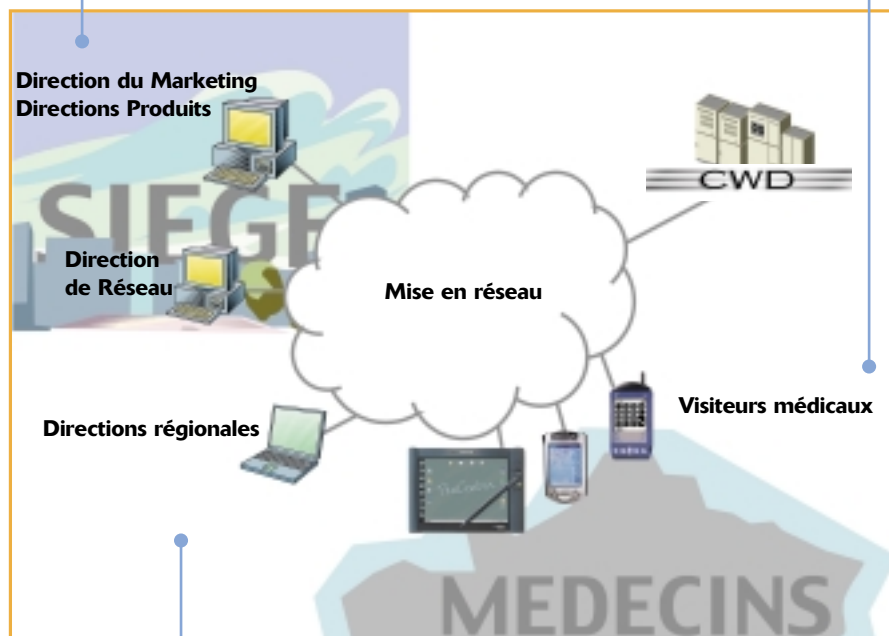 Direction du Marketing
Directions Produits
CWD
SIEGE
Direction
de Réseau
Mise en réseau
Visiteurs médicaux
Directions régionales
MEDECINS